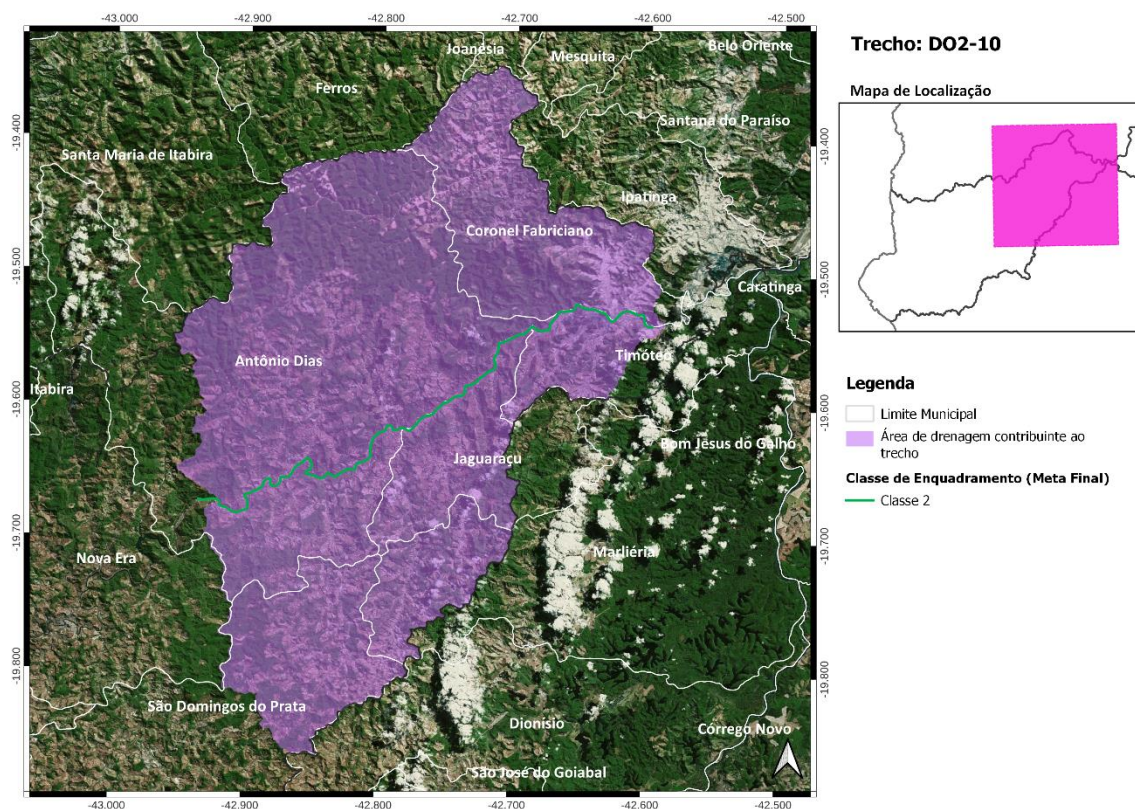 -43.000
-42.900
-42.800
-42.700
-42.600
-42.500
Joanésia
Mesquita
Belo Oriente
Ferros
Santana do Paraíso
Santa Maria de Itabira
Ipatinga
Coronel Fabriciano
Caratinga
Antônio Dias
Timóteo
Itabira
Bom Jesus do Galho
Jaguaraçu
Nova Era
Marliéria
São Domingos do Prata
Dionísio
Córrego Novo
São José do Goiabal
-19.400
-19.500
-19.600
-19.700
-19.800
-19.400
-19.500
-19.600
-19.700
-19.800
-43.000
-42.900
-42.800
-42.700
-42.600
-42.500
Trecho: DO2-10
Mapa de Localização
Legenda
Limite Municipal
Área de drenagem contribuinte ao
trecho
Classe de Enquadramento (Meta Final)
Classe 2